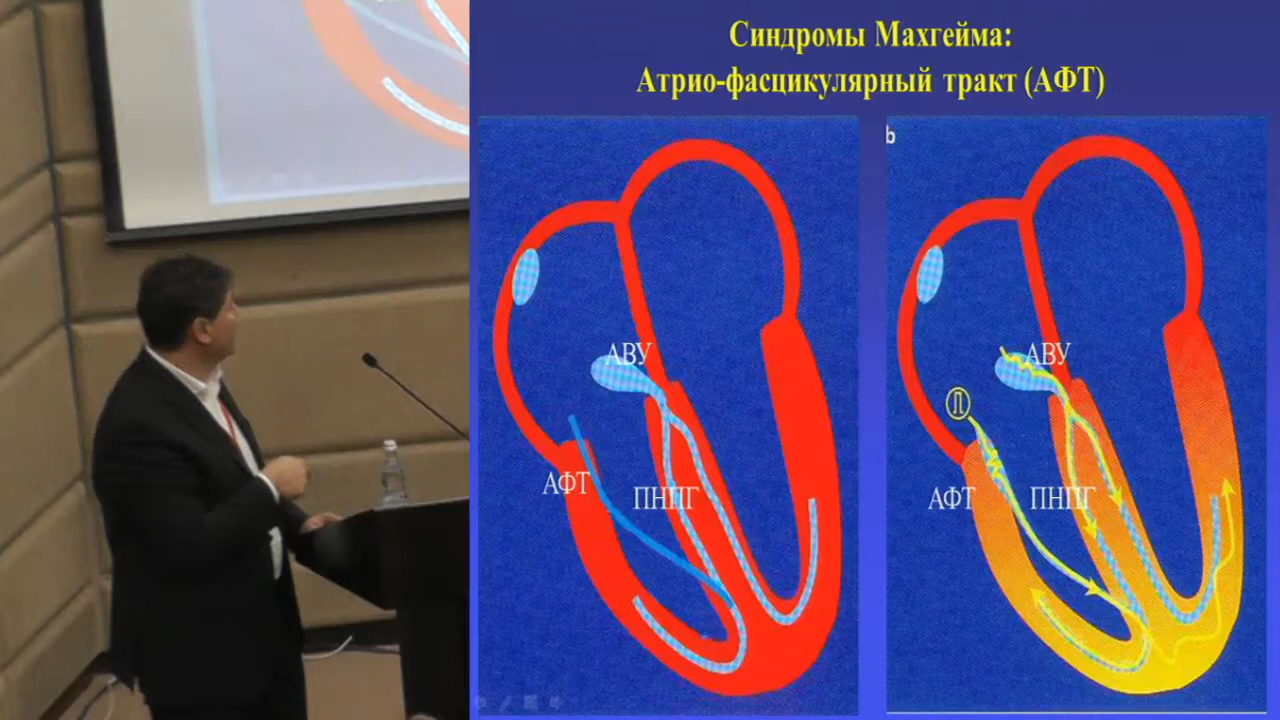 Синдромы Махгейма:
Атрио-фасцикулярный тракт (АФТ)
b
АВУ
АФТ
ПНПГ
АВУ
АФТ
ПНПГ